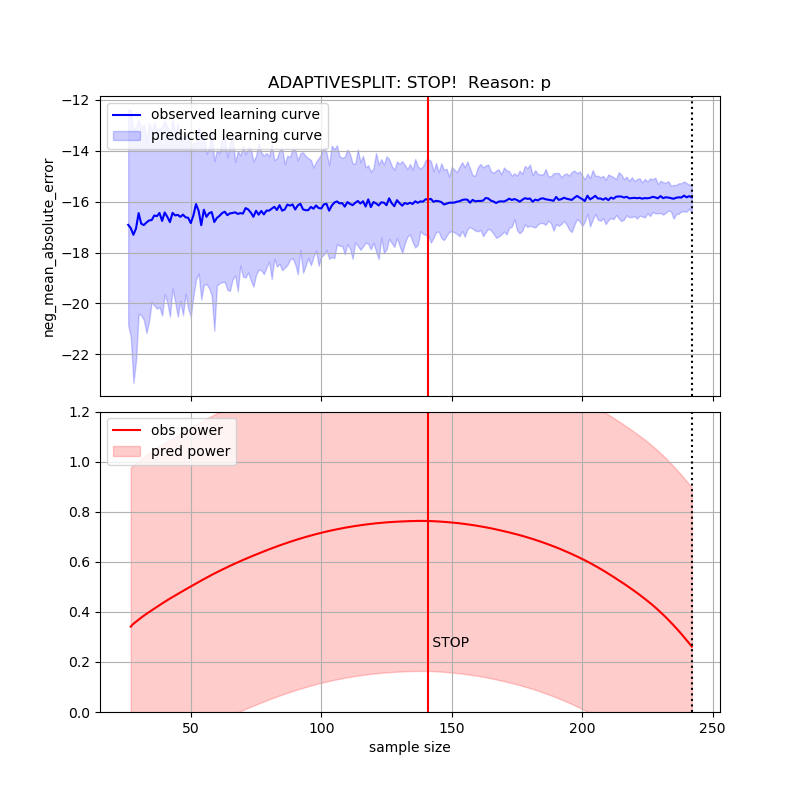 ADAPTIVESPLIT: STOP!  Reason: p
observed learning curve
predicted learning curve
neg_mean_absolute_error
−12
−14
−16
−18
−20
−22
obs power
pred power
1.2
1.0
0.8
0.6
0.4
0.2
0.0
STOP
50 100 150 200 250
sample size